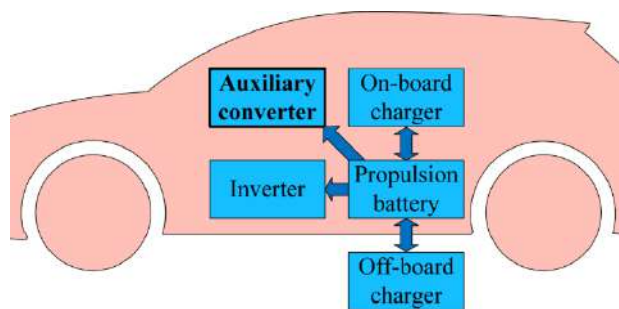 Auxiliary
converter
On-board
charger
Inverter
Propulsion
battery
Off-board
charger